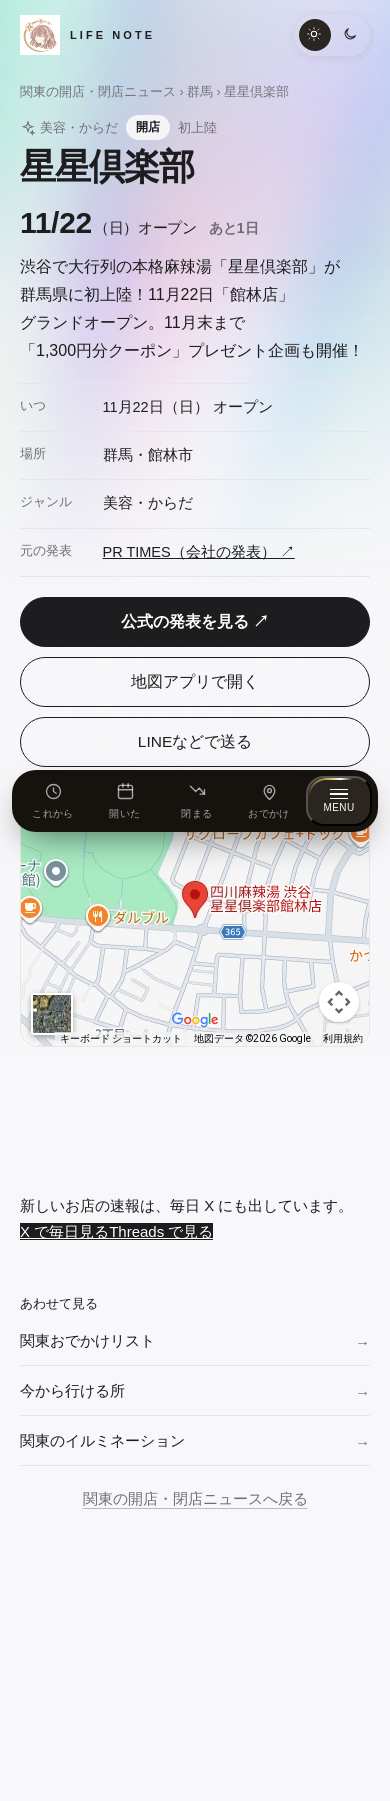 LIFE NOTE
関東の開店・閉店ニュース › 群馬 › 星星倶楽部
美容・からだ 開店 初上陸
星星倶楽部
11/22（日）オープン あと1日
渋谷で大行列の本格麻辣湯「星星倶楽部」が
群馬県に初上陸！11月22日「館林店」
グランドオープン。11月末まで
「1,300円分クーポン」プレゼント企画も開催！
いつ 11月22日（日） オープン
場所 群馬・館林市
ジャンル 美容・からだ
元の発表 PR TIMES（会社の発表） ↗
公式の発表を見る ↗
地図アプリで開く
LINEなどで送る
これから 開いた 閉まる おでかけ MENU
館)
四川麻辣湯 渋谷
星星倶楽部館林店
ダルブル
365
Google
キーボード ショートカット 地図データ ©2026 Google 利用規約
新しいお店の速報は、毎日 X にも出しています。
X で毎日見るThreads で見る
あわせて見る
関東おでかけリスト →
今から行ける所 →
関東のイルミネーション →
関東の開店・閉店ニュースへ戻る